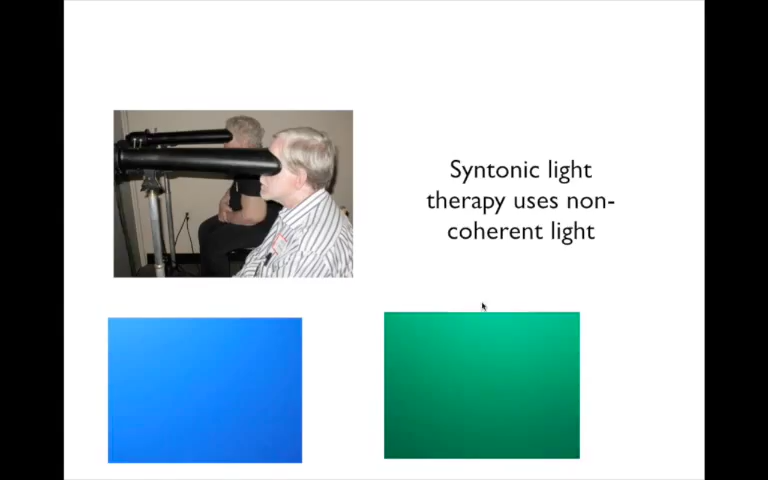 Syntonic light
therapy uses non-
coherent light